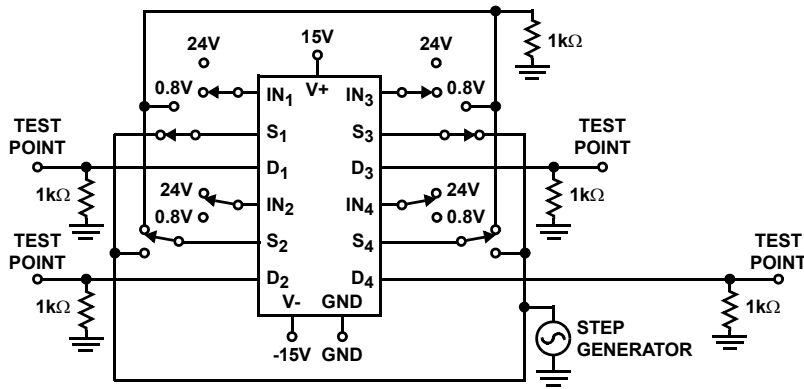 1kΩ
24V
15V
24V
0.8V
IN1
V+
IN3
0.8V
TEST
POINT
S1
S3
TEST
POINT
D1
D3
1kΩ
24V
IN2
IN4
24V
1kΩ
0.8V
0.8V
TEST
POINT
S2
S4
TEST
POINT
D2
D4
1kΩ
V-
GND
1kΩ
-15V
GND
STEP
GENERATOR